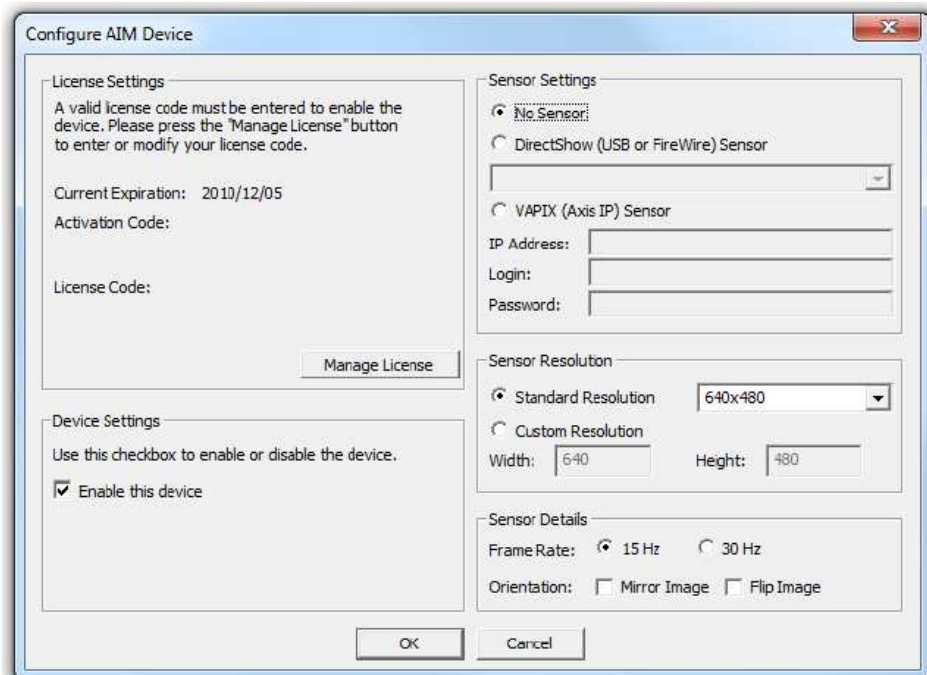 Configure AIM Device
License Settings
A valid license code must be entered to enable the
device. Please press the "Manage License" button
to enter or modify your license code.
Current Expiration: 2010/12/05
Activation Code:
License Code:
Manage License
Device Settings
Use this checkbox to enable or disable the device.
Enable this device
Sensor Settings
No Sensor
DirectShow (USB or FireWire) Sensor
VAPIX (Axis IP) Sensor
IP Address:
Login:
Password:
Sensor Resolution
Standard Resolution 640x480
Custom Resolution
Width: 640 Height: 480
Sensor Details
Frame Rate: 15 Hz 30 Hz
Orientation: Mirror Image Flip Image
OK Cancel